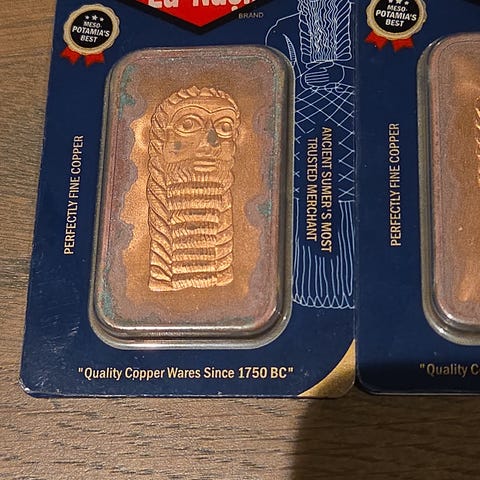 BRAND
MESO-
POTAMIA'S
BEST
PERFECTLY FINE COPPER
ANCIENT SUMER'S MOST
TRUSTED MERCHANT
"Quality Copper Wares Since 1750 BC"
MESO-
POTAMIA'S
BEST
PERFECTLY FINE COPPER
"Quality C